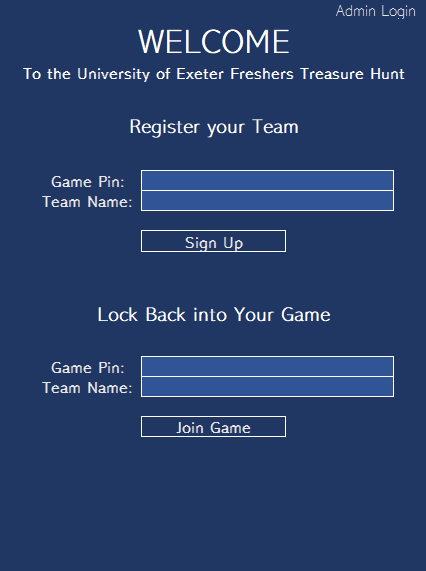 Admin Login
WELCOME
To the University of Exeter Freshers Treasure Hunt
Register your Team
Game Pin:
Team Name:
Sign Up
Lock Back into Your Game
Game Pin:
Team Name:
Join Game